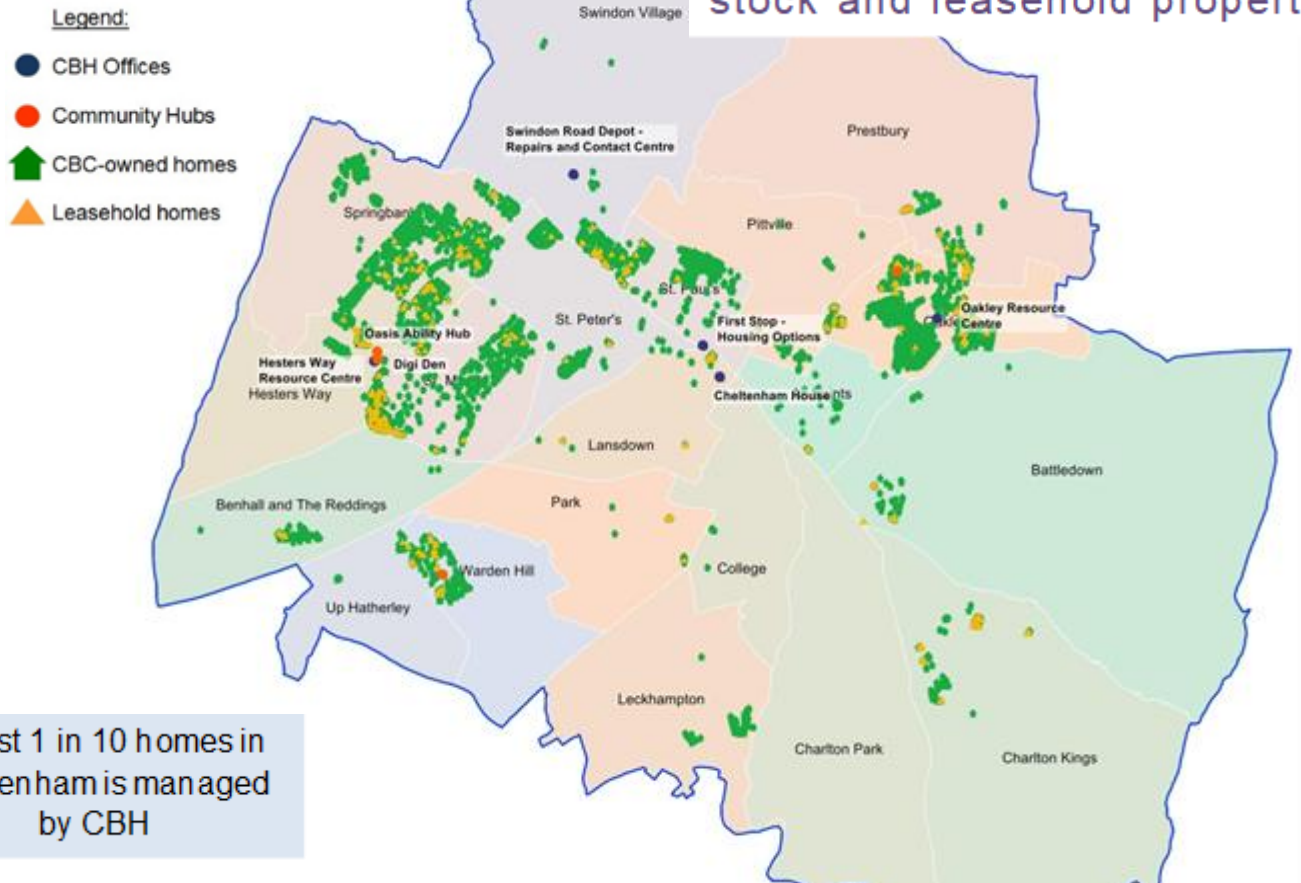 stock and leasehold propert
Legend:
CBH Offices
Community Hubs
CBC-owned homes
Leasehold homes
Swindon Village
Prestbury
Swindon Road Depot -
Repairs and Contact Centre
Springban
Pittville
St. Paul's
St. Peter's
First Stop -
Housing Options
Oakley Resource
Centre
Oakle
Oasis Ability Hub
Hesters Way
Resource Centre
Digi Den
St. M
Hesters Way
Cheltenham House
nts
Lansdown
Battledown
Benhall and The Reddings
Park
College
Warden Hill
Up Hatherley
Leckhampton
Charlton Park
Charlton Kings
st 1 in 10 homes in
enham is managed
by CBH